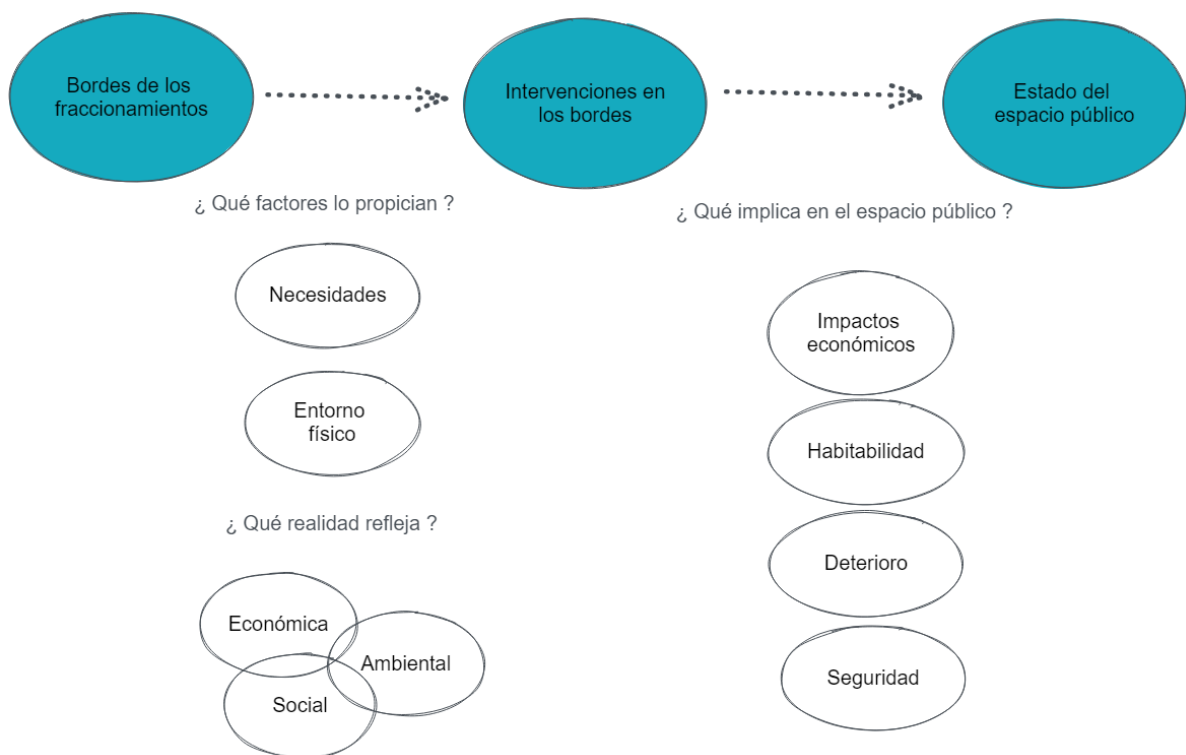 Bordes de los
fraccionamientos
Intervenciones en
los bordes
Estado del
espacio público
¿ Qué factores lo propician ?
¿ Qué implica en el espacio público ?
Necesidades
Entorno
físico
¿ Qué realidad refleja ?
Económica
Ambiental
Social
Impactos
económicos
Habitabilidad
Deterioro
Seguridad